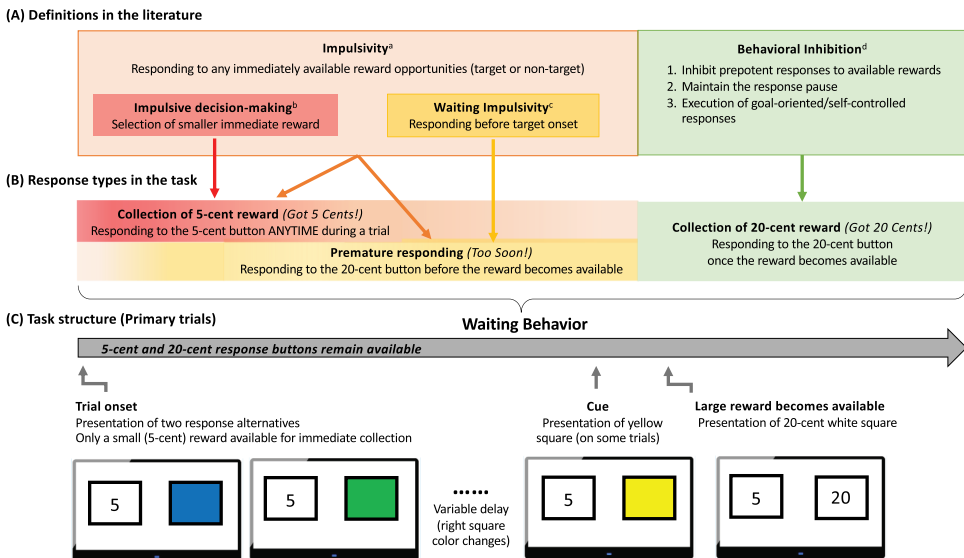 (A) Definitions in the literature
Impulsivityᵃ
Responding to any immediately available reward opportunities (target or non-target)
Impulsive decision-makingᵇ
Selection of smaller immediate reward
Waiting Impulsivityᶜ
Responding before target onset
Behavioral Inhibitionᵈ
1. Inhibit prepotent responses to available rewards
2. Maintain the response pause
3. Execution of goal-oriented/self-controlled
responses
(B) Response types in the task
Collection of 5-cent reward (Got 5 Cents!)
Responding to the 5-cent button ANYTIME during a trial
Premature responding (Too Soon!)
Responding to the 20-cent button before the reward becomes available
Collection of 20-cent reward (Got 20 Cents!)
Responding to the 20-cent button
once the reward becomes available
(C) Task structure (Primary trials)
Waiting Behavior
5-cent and 20-cent response buttons remain available
Trial onset
Presentation of two response alternatives
Only a small (5-cent) reward available for immediate collection
Cue
Presentation of yellow
square (on some trials)
Large reward becomes available
Presentation of 20-cent white square
5
5
......
Variable delay
(right square
color changes)
5
5
20